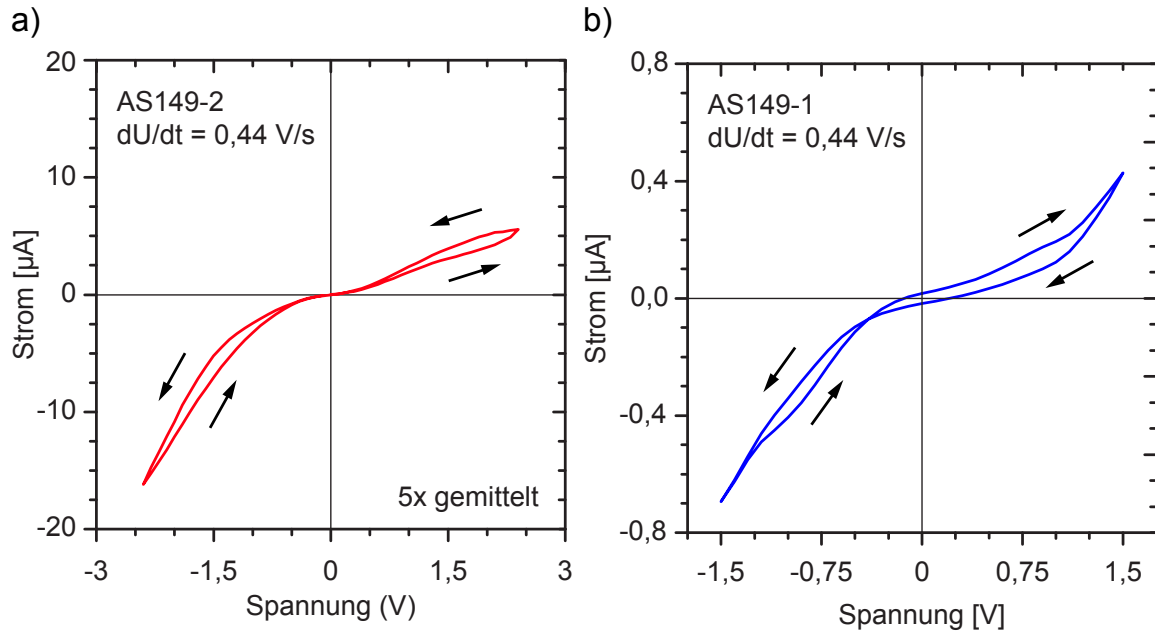 a)
20
10
0
-10
-20
Strom [µA]
AS149-2
dU/dt = 0,44 V/s
5x gemittelt
-3
-1,5
0
1,5
3
Spannung (V)
b)
0,8
0,4
0,0
-0,4
-0,8
Strom [µA]
AS149-1
dU/dt = 0,44 V/s
-1,5
-0,75
0
0,75
1,5
Spannung [V]